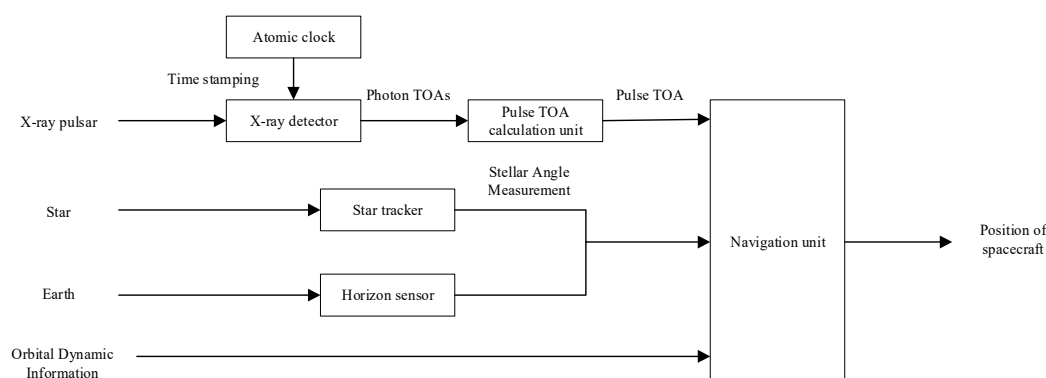 Atomic clock
Time stamping
Photon TOAs
Pulse TOA
X-ray pulsar
X-ray detector
Pulse TOA
calculation unit
Stellar Angle
Measurement
Star
Star tracker
Navigation unit
Position of
spacecraft
Earth
Horizon sensor
Orbital Dynamic
Information